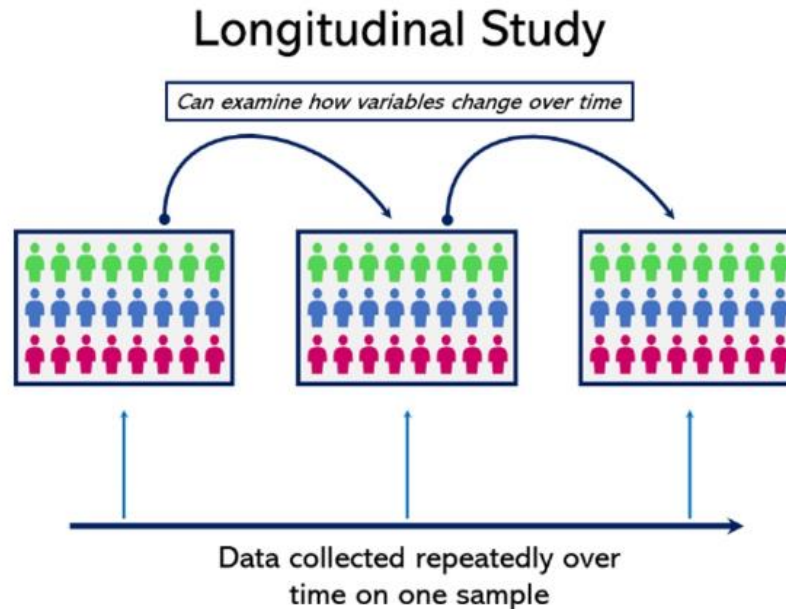 Longitudinal Study
Can examine how variables change over time
Data collected repeatedly over
time on one sample